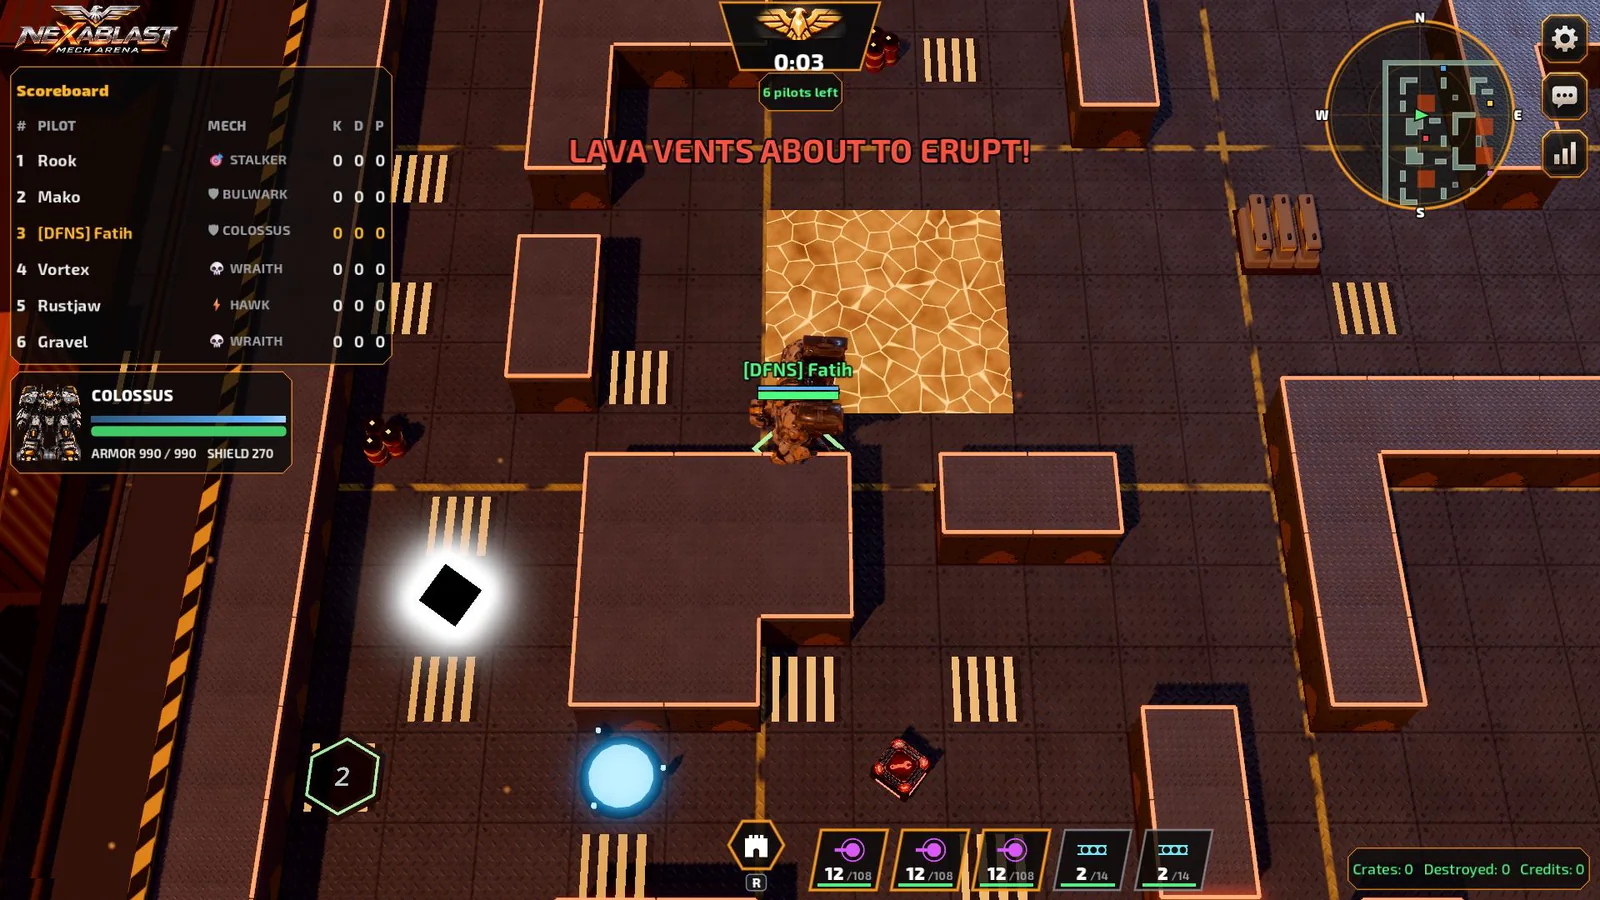 NEXABLAST
MECH ARENA
0:03
6 pilots left
LAVA VENTS ABOUT TO ERUPT!
Scoreboard
# PILOT MECH K D P
1 Rook STALKER 0 0 0
2 Mako BULWARK 0 0 0
3 [DFNS] Fatih COLOSSUS 0 0 0
4 Vortex WRAITH 0 0 0
5 Rustjaw HAWK 0 0 0
6 Gravel WRAITH 0 0 0
COLOSSUS
ARMOR 990 / 990 SHIELD 270
N
W E
S
[DFNS] Fatih
2
R
12 /108 12 /108 12 /108 2 /14 2 /14
Crates: 0 Destroyed: 0 Credits: 0